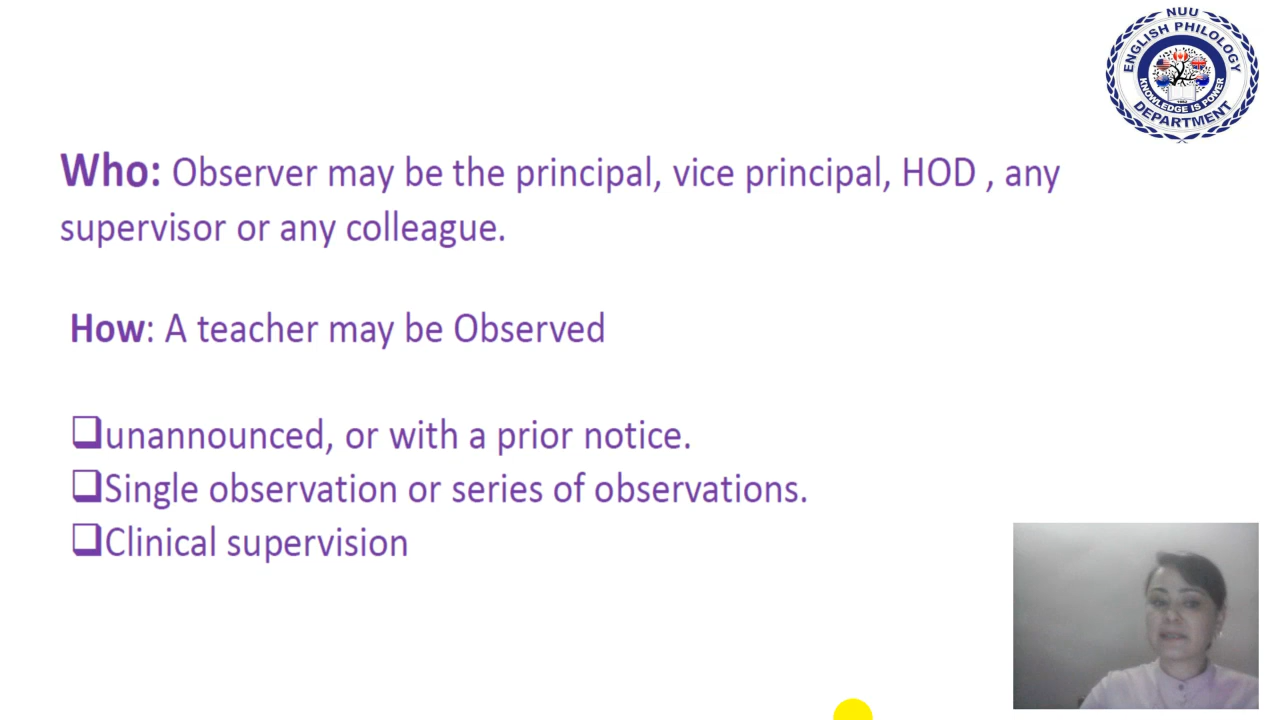 NUU
ENGLISH PHILOLOGY
KNOWLEDGE IS POWER
DEPARTMENT
Who: Observer may be the principal, vice principal, HOD , any
supervisor or any colleague.
How: A teacher may be Observed
❑unannounced, or with a prior notice.
❑Single observation or series of observations.
❑Clinical supervision